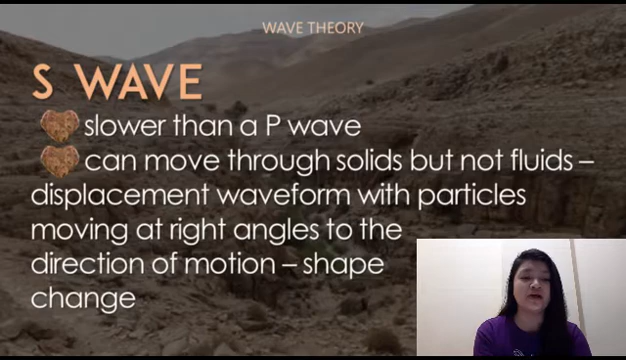 WAVE THEORY
S WAVE
slower than a P wave
can move through solids but not fluids –
displacement waveform with particles
moving at right angles to the
direction of motion – shape
change